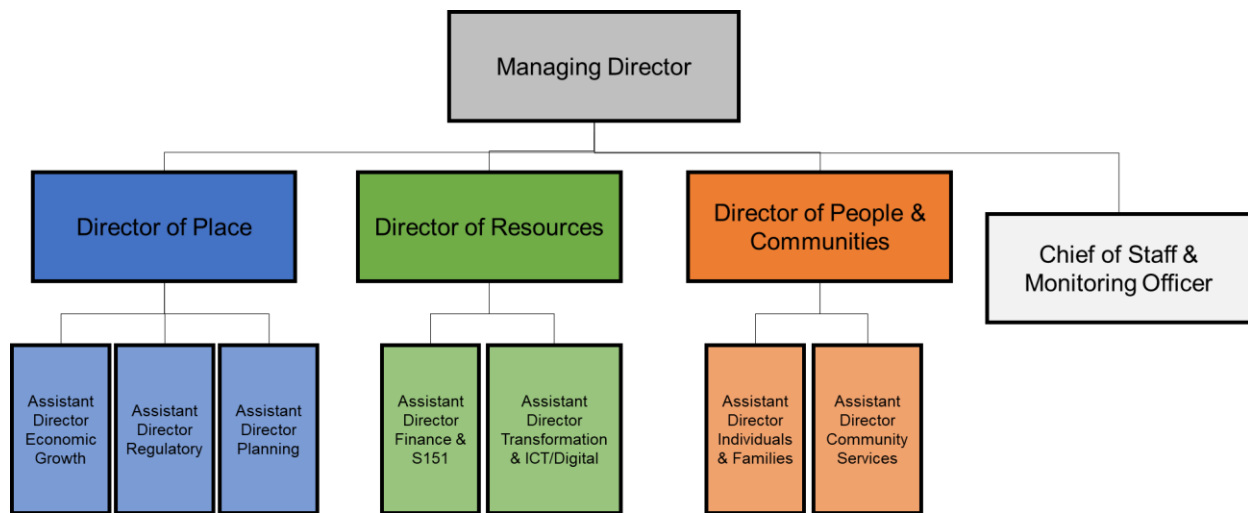 Managing Director
Director of Place
Director of Resources
Director of People &
Communities
Chief of Staff &
Monitoring Officer
Assistant
Director
Economic
Growth
Assistant
Director
Regulatory
Assistant
Director
Planning
Assistant
Director
Finance &
S151
Assistant
Director
Transformation
& ICT/Digital
Assistant
Director
Individuals
& Families
Assistant
Director
Community
Services